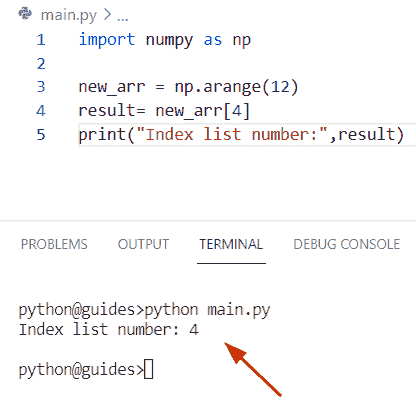 main.py > ...
1 import numpy as np
2
3 new_arr = np.arange(12)
4 result= new_arr[4]
5 print("Index list number:",result)
PROBLEMS OUTPUT TERMINAL DEBUG CONSOLE
python@guides>python main.py
Index list number: 4
python@guides>